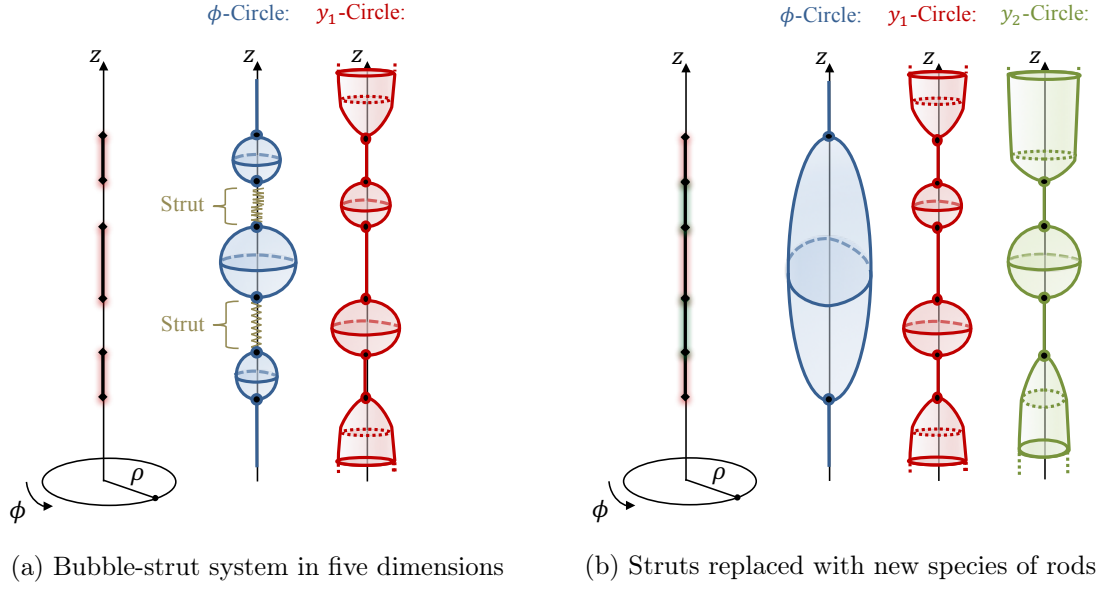 ϕ-Circle: y₁-Circle:
z z z
Strut
Strut
ρ
ϕ
(a) Bubble-strut system in five dimensions
ϕ-Circle: y₁-Circle: y₂-Circle:
z z z z
ρ
ϕ
(b) Struts replaced with new species of rods